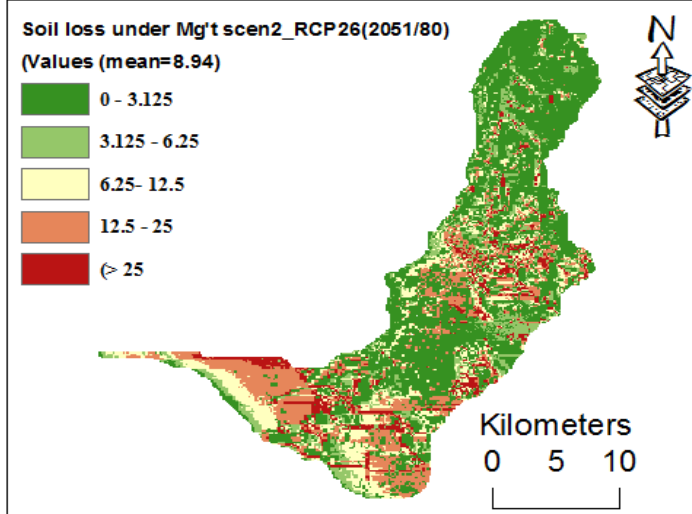 Soil loss under Mg't scen2_RCP26(2051/80)
(Values (mean=8.94)
0 - 3.125
3.125 - 6.25
6.25- 12.5
12.5 - 25
(> 25
N
Kilometers
0 5 10